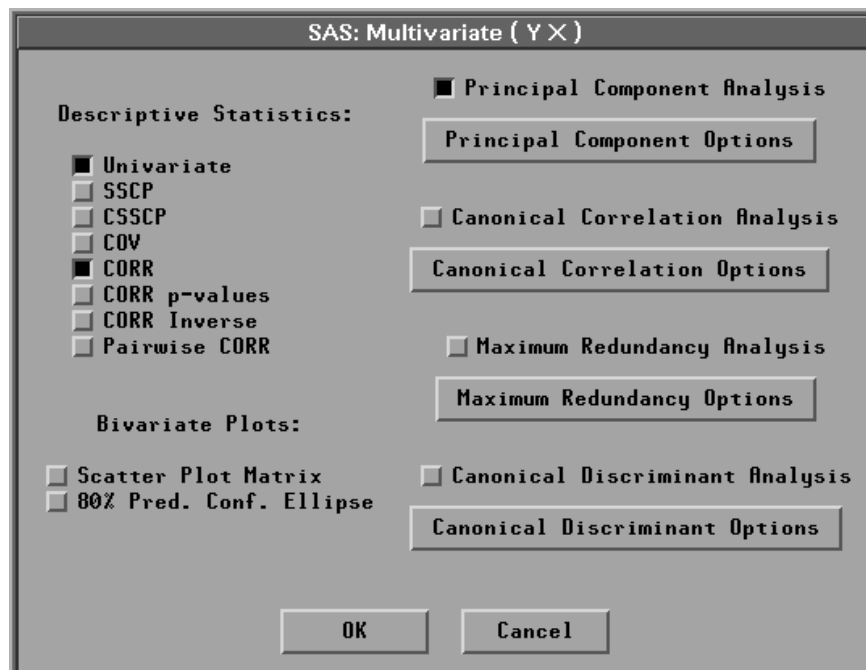 SAS: Multivariate ( Y X )
Descriptive Statistics:
Univariate
SSCP
CSSCP
COV
CORR
CORR p-values
CORR Inverse
Pairwise CORR
Bivariate Plots:
Scatter Plot Matrix
80% Pred. Conf. Ellipse
Principal Component Analysis
Principal Component Options
Canonical Correlation Analysis
Canonical Correlation Options
Maximum Redundancy Analysis
Maximum Redundancy Options
Canonical Discriminant Analysis
Canonical Discriminant Options
OK
Cancel